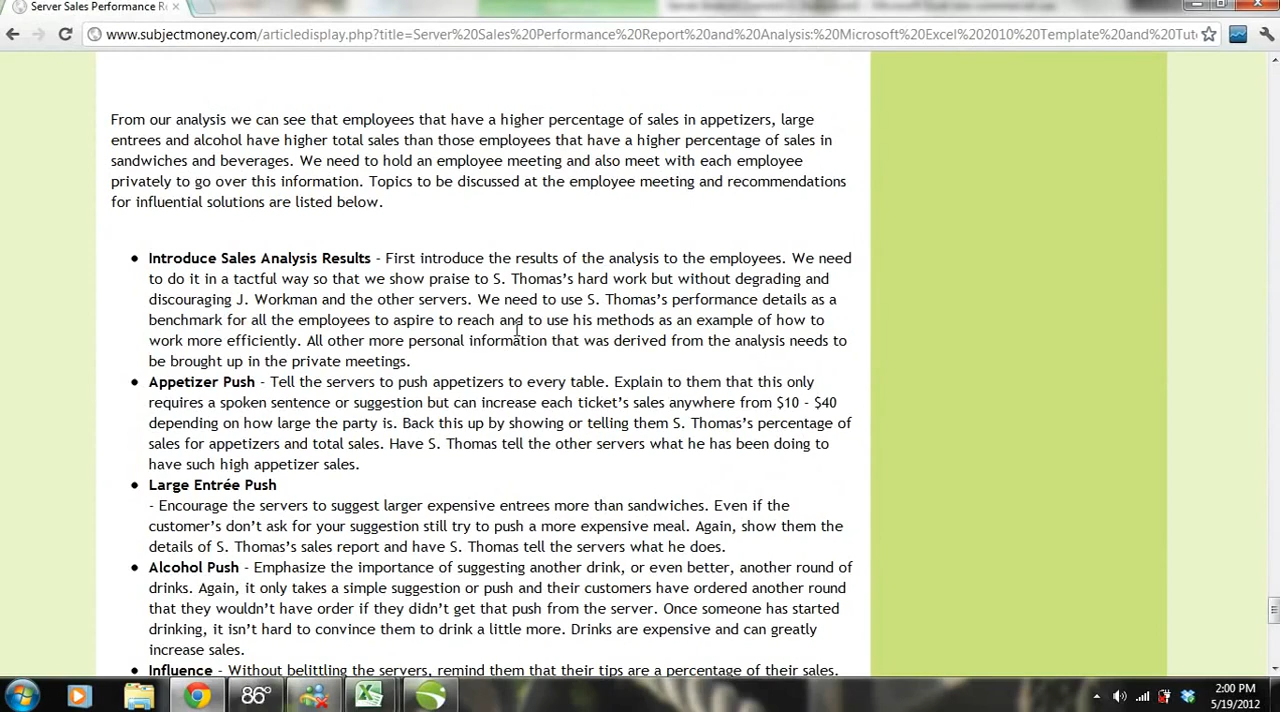 Server Sales Performance R
www.subjectmoney.com/articledisplay.php?title=Server%20Sales%20Performance%20Report%20and%20Analysis:%20Microsoft%20Excel%202010%20Template%20and%20Tut
From our analysis we can see that employees that have a higher percentage of sales in appetizers, large
entrees and alcohol have higher total sales than those employees that have a higher percentage of sales in
sandwiches and beverages. We need to hold an employee meeting and also meet with each employee
privately to go over this information. Topics to be discussed at the employee meeting and recommendations
for influential solutions are listed below.
Introduce Sales Analysis Results - First introduce the results of the analysis to the employees. We need
to do it in a tactful way so that we show praise to S. Thomas's hard work but without degrading and
discouraging J. Workman and the other servers. We need to use S. Thomas's performance details as a
benchmark for all the employees to aspire to reach and to use his methods as an example of how to
work more efficiently. All other more personal information that was derived from the analysis needs to
be brought up in the private meetings.
Appetizer Push - Tell the servers to push appetizers to every table. Explain to them that this only
requires a spoken sentence or suggestion but can increase each ticket's sales anywhere from $10 - $40
depending on how large the party is. Back this up by showing or telling them S. Thomas's percentage of
sales for appetizers and total sales. Have S. Thomas tell the other servers what he has been doing to
have such high appetizer sales.
Large Entrée Push
- Encourage the servers to suggest larger expensive entrees more than sandwiches. Even if the
customer's don't ask for your suggestion still try to push a more expensive meal. Again, show them the
details of S. Thomas's sales report and have S. Thomas tell the servers what he does.
Alcohol Push - Emphasize the importance of suggesting another drink, or even better, another round of
drinks. Again, it only takes a simple suggestion or push and their customers have ordered another round
that they wouldn't have order if they didn't get that push from the server. Once someone has started
drinking, it isn't hard to convince them to drink a little more. Drinks are expensive and can greatly
increase sales.
Influence - Without belittling the servers, remind them that their tips are a percentage of their sales.
86°
2:00 PM
5/19/2012